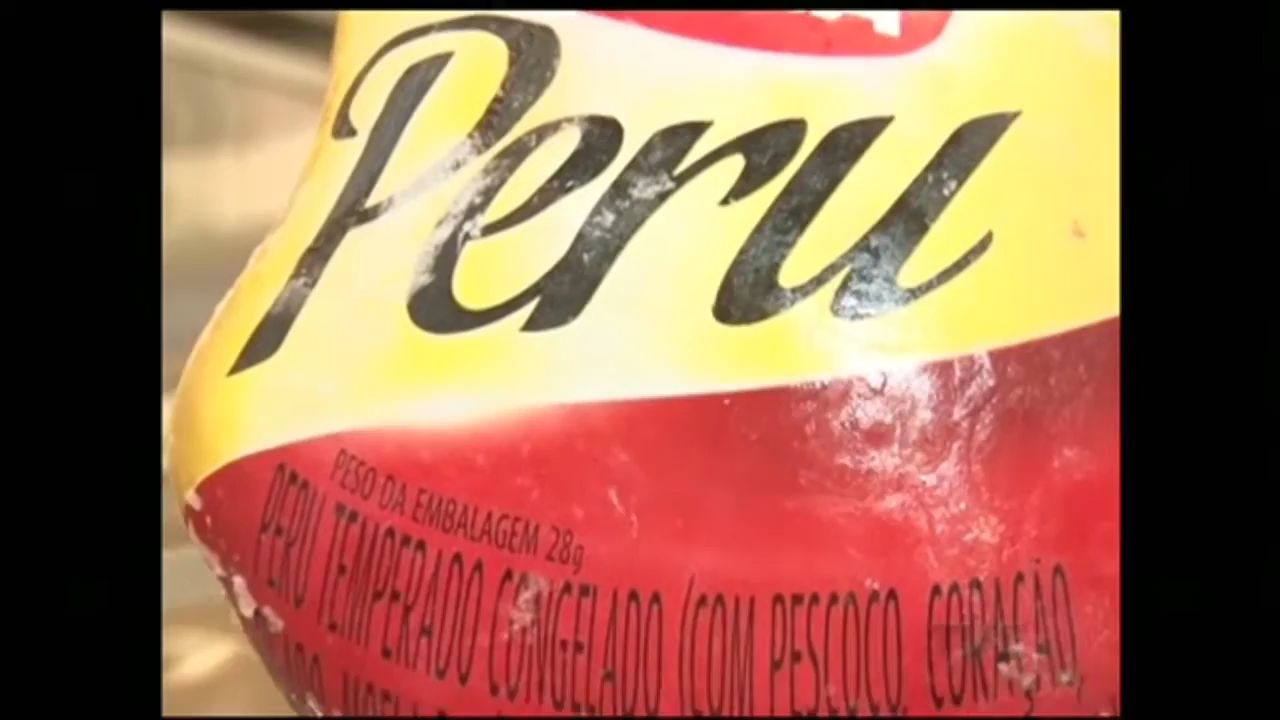 Peru
PESO DA EMBALAGEM 28g
PERU TEMPERADO CONGELADO (COM PESCOÇO, CORAÇÃO,